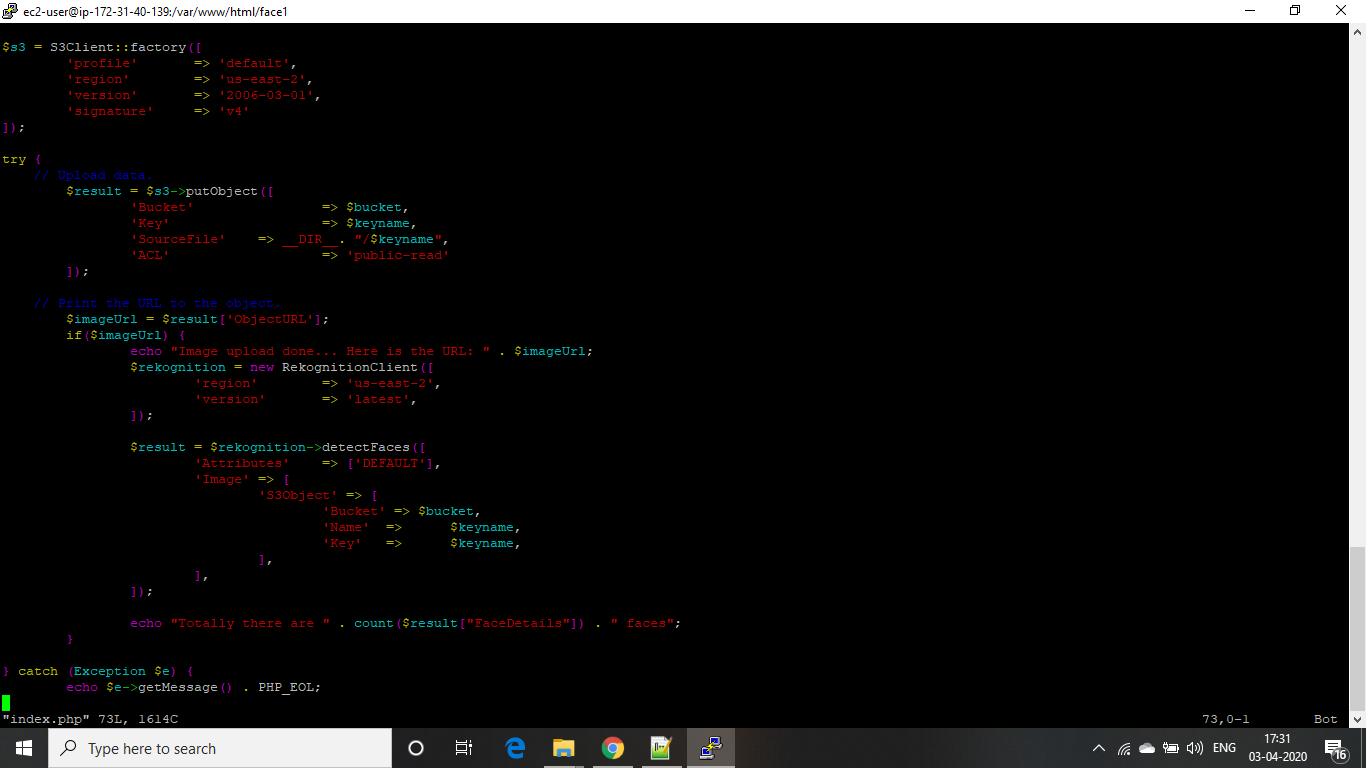 ec2-user@ip-172-31-40-139:/var/www/html/face1
$s3 = S3Client::factory([
        'profile'       => 'default',
        'region'        => 'us-east-2',
        'version'       => '2006-03-01',
        'signature'     => 'v4'
]);
try {
    // Upload data.
        $result = $s3->putObject([
                'Bucket'                => $bucket,
                'Key'                   => $keyname,
                'SourceFile'    => __DIR__. "/$keyname",
                'ACL'                   => 'public-read'
        ]);
    // Print the URL to the object.
        $imageUrl = $result['ObjectURL'];
        if($imageUrl) {
                echo "Image upload done... Here is the URL: " . $imageUrl;
                $rekognition = new RekognitionClient([
                        'region'        => 'us-east-2',
                        'version'       => 'latest',
                ]);
                $result = $rekognition->detectFaces([
                        'Attributes'    => ['DEFAULT'],
                        'Image' => [
                                'S3Object' => [
                                        'Bucket' => $bucket,
                                        'Name'  =>      $keyname,
                                        'Key'   =>      $keyname,
                                ],
                        ],
                ]);
                echo "Totally there are " . count($result["FaceDetails"]) . " faces";
        }
} catch (Exception $e) {
        echo $e->getMessage() . PHP_EOL;
"index.php" 73L, 1614C 73,0-1 Bot
Type here to search
ENG
17:31
03-04-2020
16